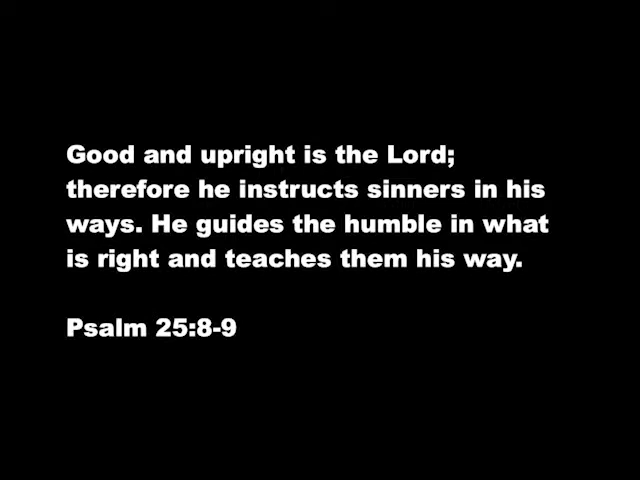 Good and upright is the Lord;
therefore he instructs sinners in his
ways. He guides the humble in what
is right and teaches them his way.
Psalm 25:8-9